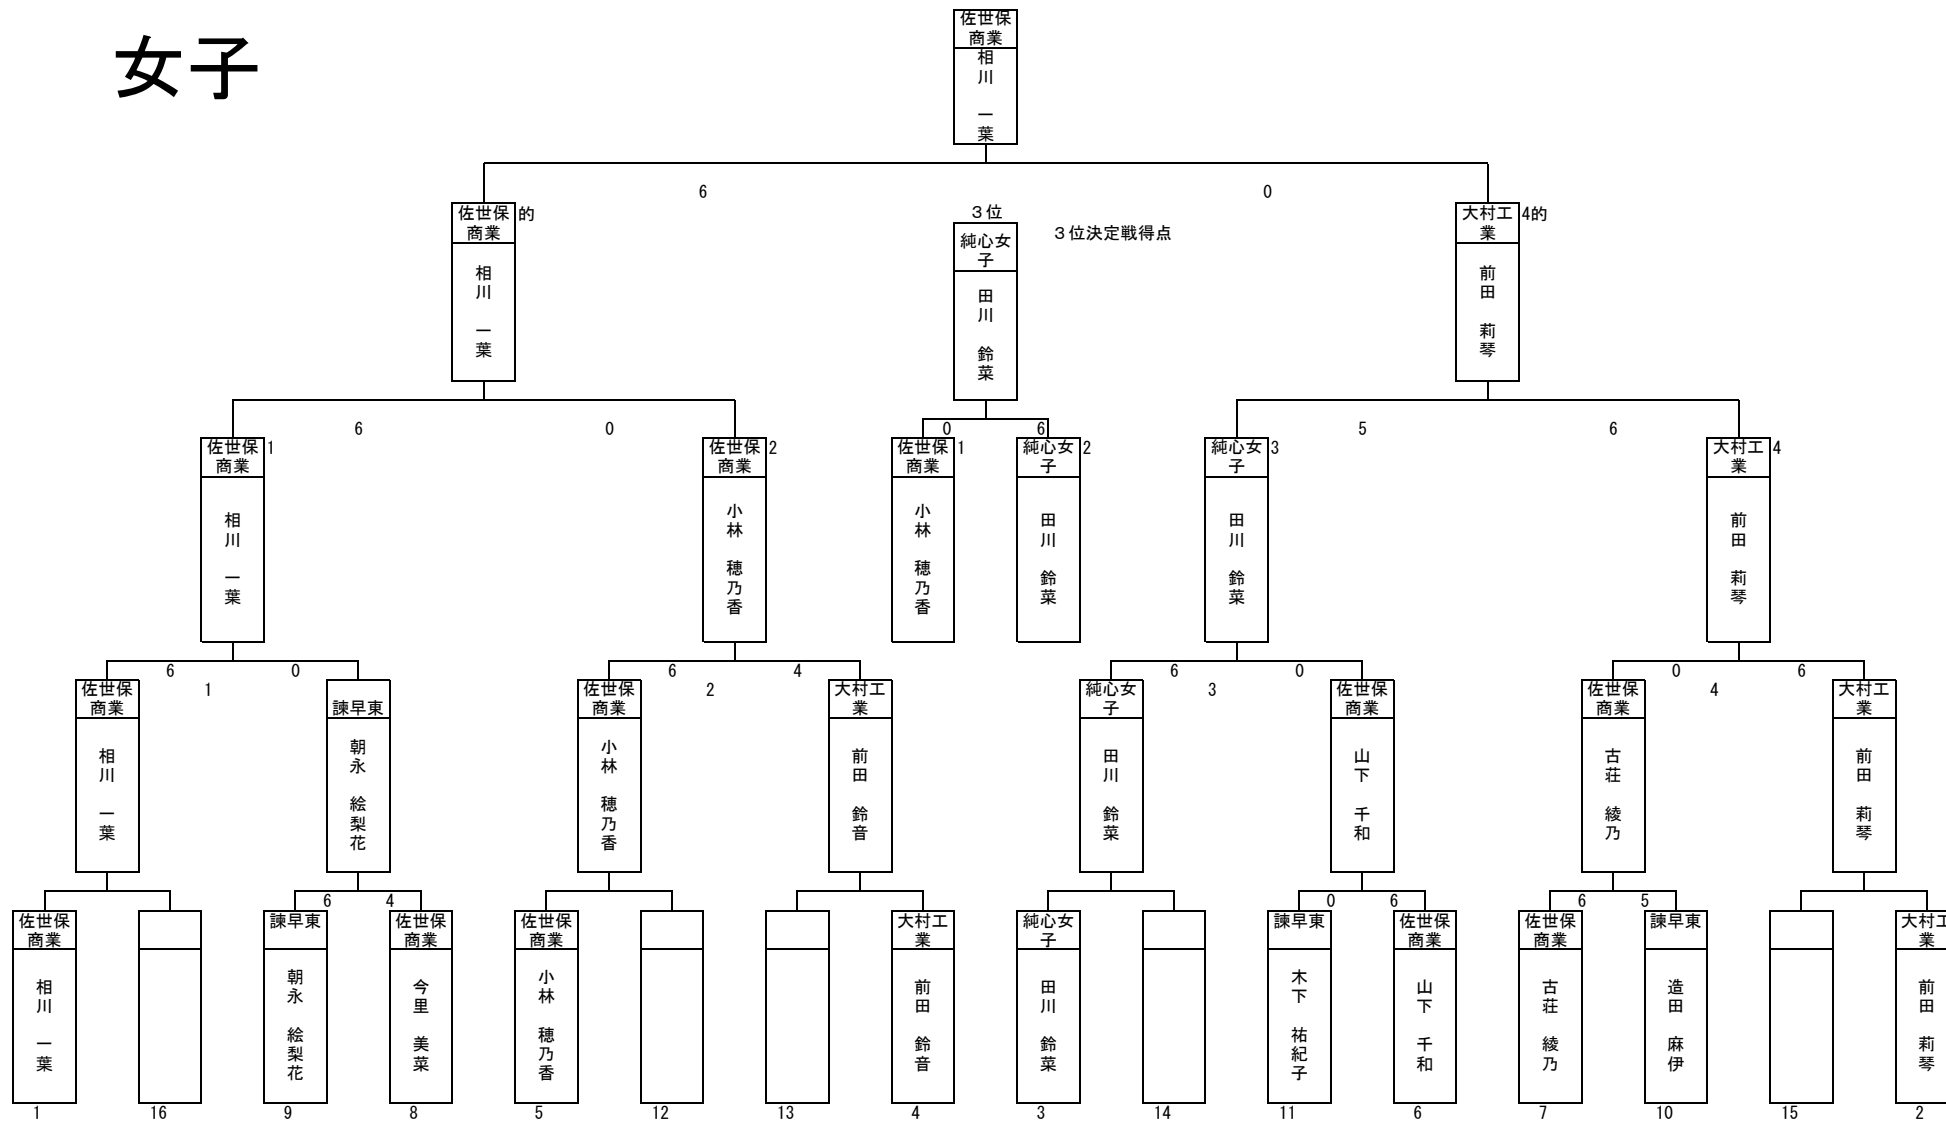 女子
佐世保
商業
相川 一葉
6
0
佐世保
商業
的
相川 一葉
3位
純心女
子
田川 鈴菜
3位決定戦得点
大村工
業
4的
前田 莉琴
6
0
0
6
5
6
佐世保
商業
1
相川 一葉
佐世保
商業
2
小林 穂乃香
佐世保
商業
1
小林 穂乃香
純心女
子
2
田川 鈴菜
純心女
子
3
田川 鈴菜
大村工
業
4
前田 莉琴
6
0
1
6
4
2
6
0
3
0
6
4
佐世保
商業
相川 一葉
諫早東
朝永 絵梨花
佐世保
商業
小林 穂乃香
大村工
業
前田 鈴音
純心女
子
田川 鈴菜
佐世保
商業
山下 千和
佐世保
商業
古荘 綾乃
大村工
業
前田 莉琴
6
4
0
6
6
5
佐世保
商業
相川 一葉
諫早東
朝永 絵梨花
佐世保
商業
今里 美菜
佐世保
商業
小林 穂乃香
大村工
業
前田 鈴音
純心女
子
田川 鈴菜
諫早東
木下 祐紀子
佐世保
商業
山下 千和
佐世保
商業
古荘 綾乃
諫早東
造田 麻伊
大村工
業
前田 莉琴
1
16
9
8
5
12
13
4
3
14
11
6
7
10
15
2